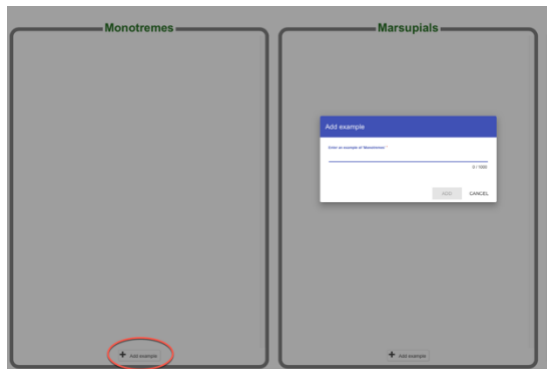 Monotremes
Marsupials
Add example
Enter an example of 'Monotremes' *
0 / 1000
ADD
CANCEL
Add example
Add example